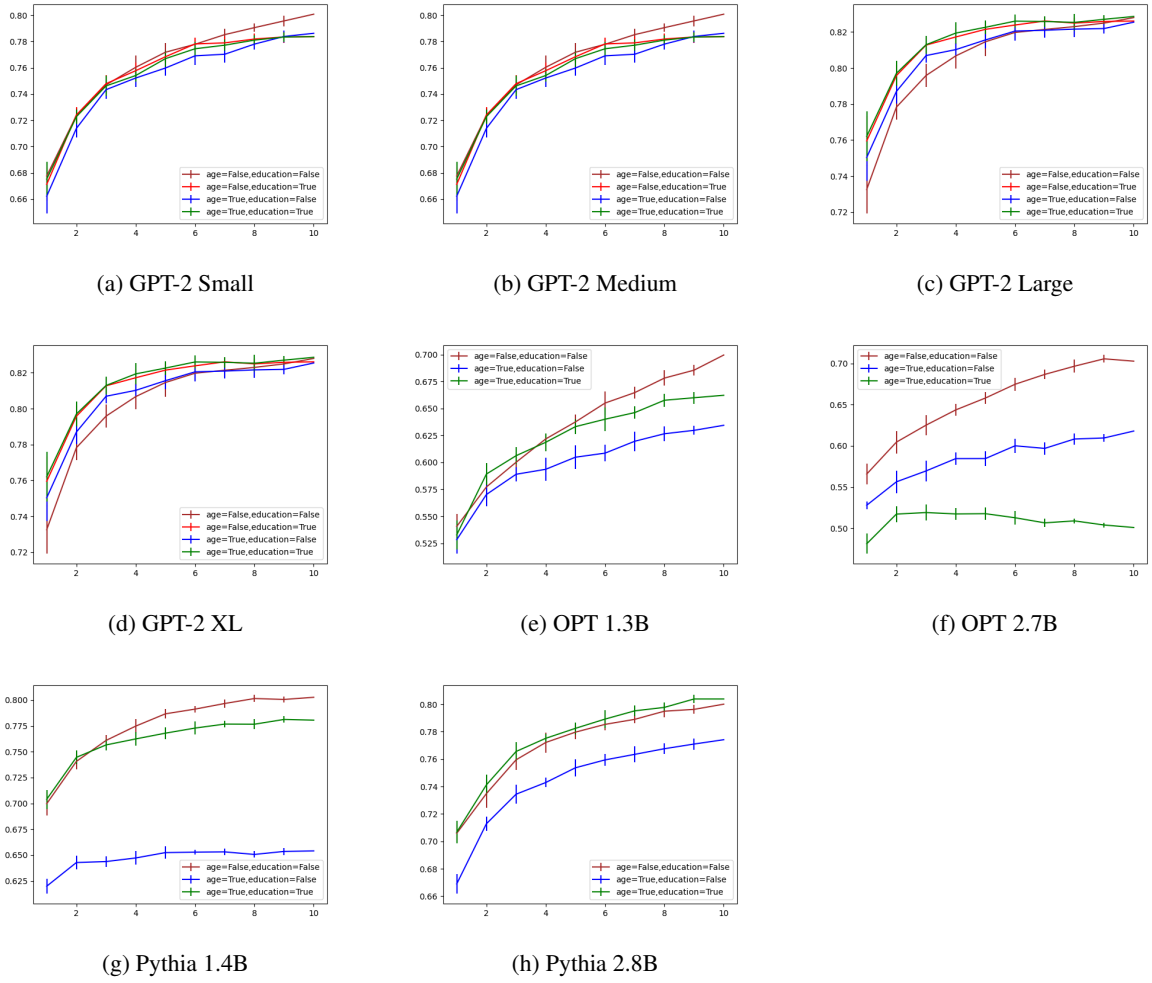 0.80
0.78
0.76
0.74
0.72
0.70
0.68
0.66
age=False,education=False
age=False,education=True
age=True,education=False
age=True,education=True
2 4 6 8 10
(a) GPT-2 Small
0.80
0.78
0.76
0.74
0.72
0.70
0.68
0.66
age=False,education=False
age=False,education=True
age=True,education=False
age=True,education=True
2 4 6 8 10
(b) GPT-2 Medium
0.82
0.80
0.78
0.76
0.74
0.72
age=False,education=False
age=False,education=True
age=True,education=False
age=True,education=True
2 4 6 8 10
(c) GPT-2 Large
0.82
0.80
0.78
0.76
0.74
0.72
age=False,education=False
age=False,education=True
age=True,education=False
age=True,education=True
2 4 6 8 10
(d) GPT-2 XL
0.700
0.675
0.650
0.625
0.600
0.575
0.550
0.525
age=False,education=False
age=True,education=False
age=True,education=True
2 4 6 8 10
(e) OPT 1.3B
0.70
0.65
0.60
0.55
0.50
age=False,education=False
age=True,education=False
age=True,education=True
2 4 6 8 10
(f) OPT 2.7B
0.800
0.775
0.750
0.725
0.700
0.675
0.650
0.625
age=False,education=False
age=True,education=False
age=True,education=True
2 4 6 8 10
(g) Pythia 1.4B
0.80
0.78
0.76
0.74
0.72
0.70
0.68
0.66
age=False,education=False
age=True,education=False
age=True,education=True
2 4 6 8 10
(h) Pythia 2.8B